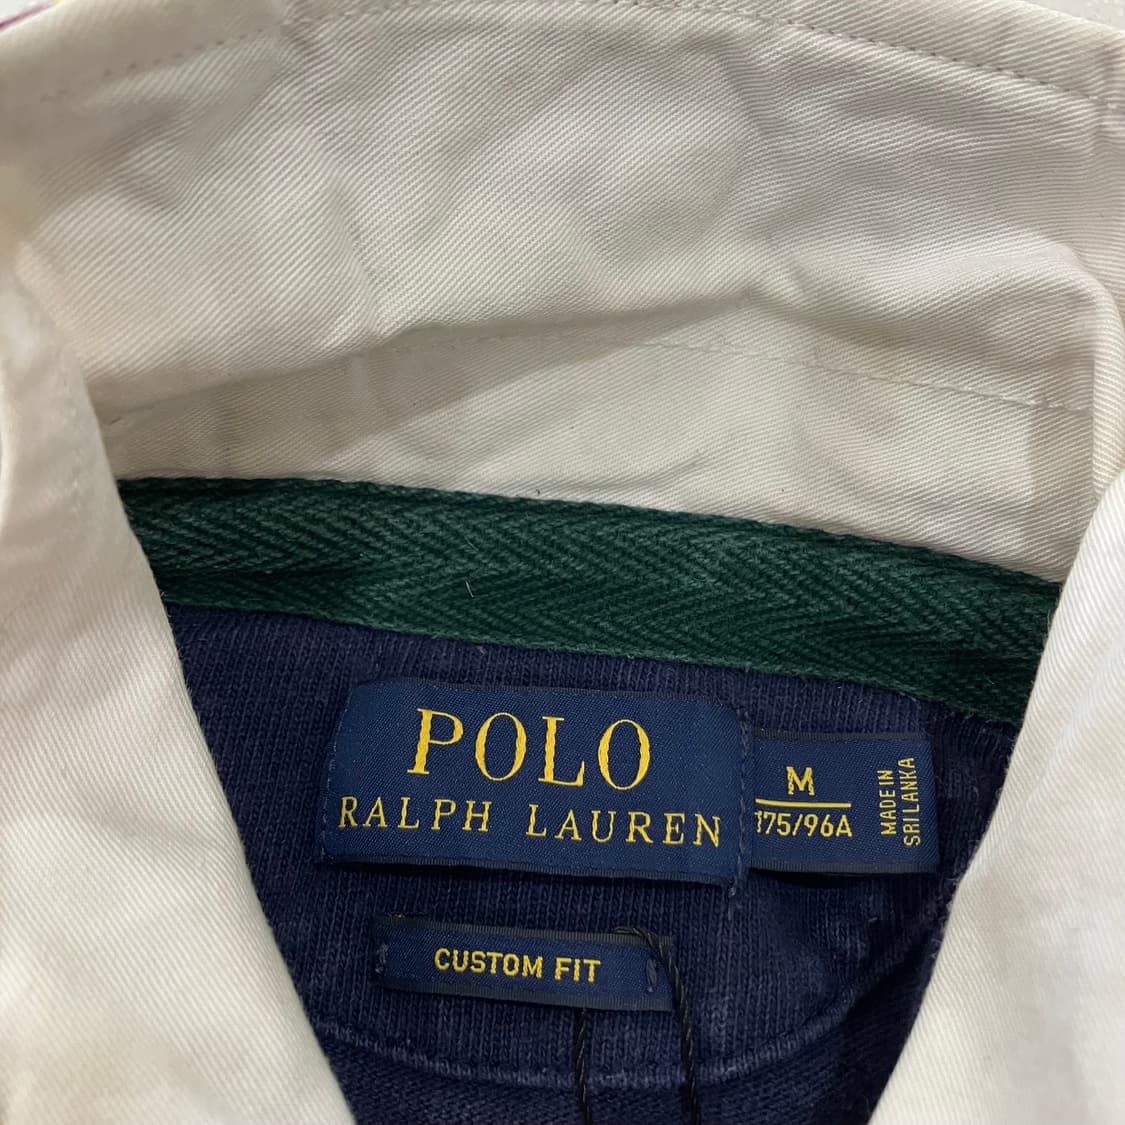 POLO
RALPH LAUREN
M
175/96A
MADE IN
SRI LANKA
CUSTOM FIT